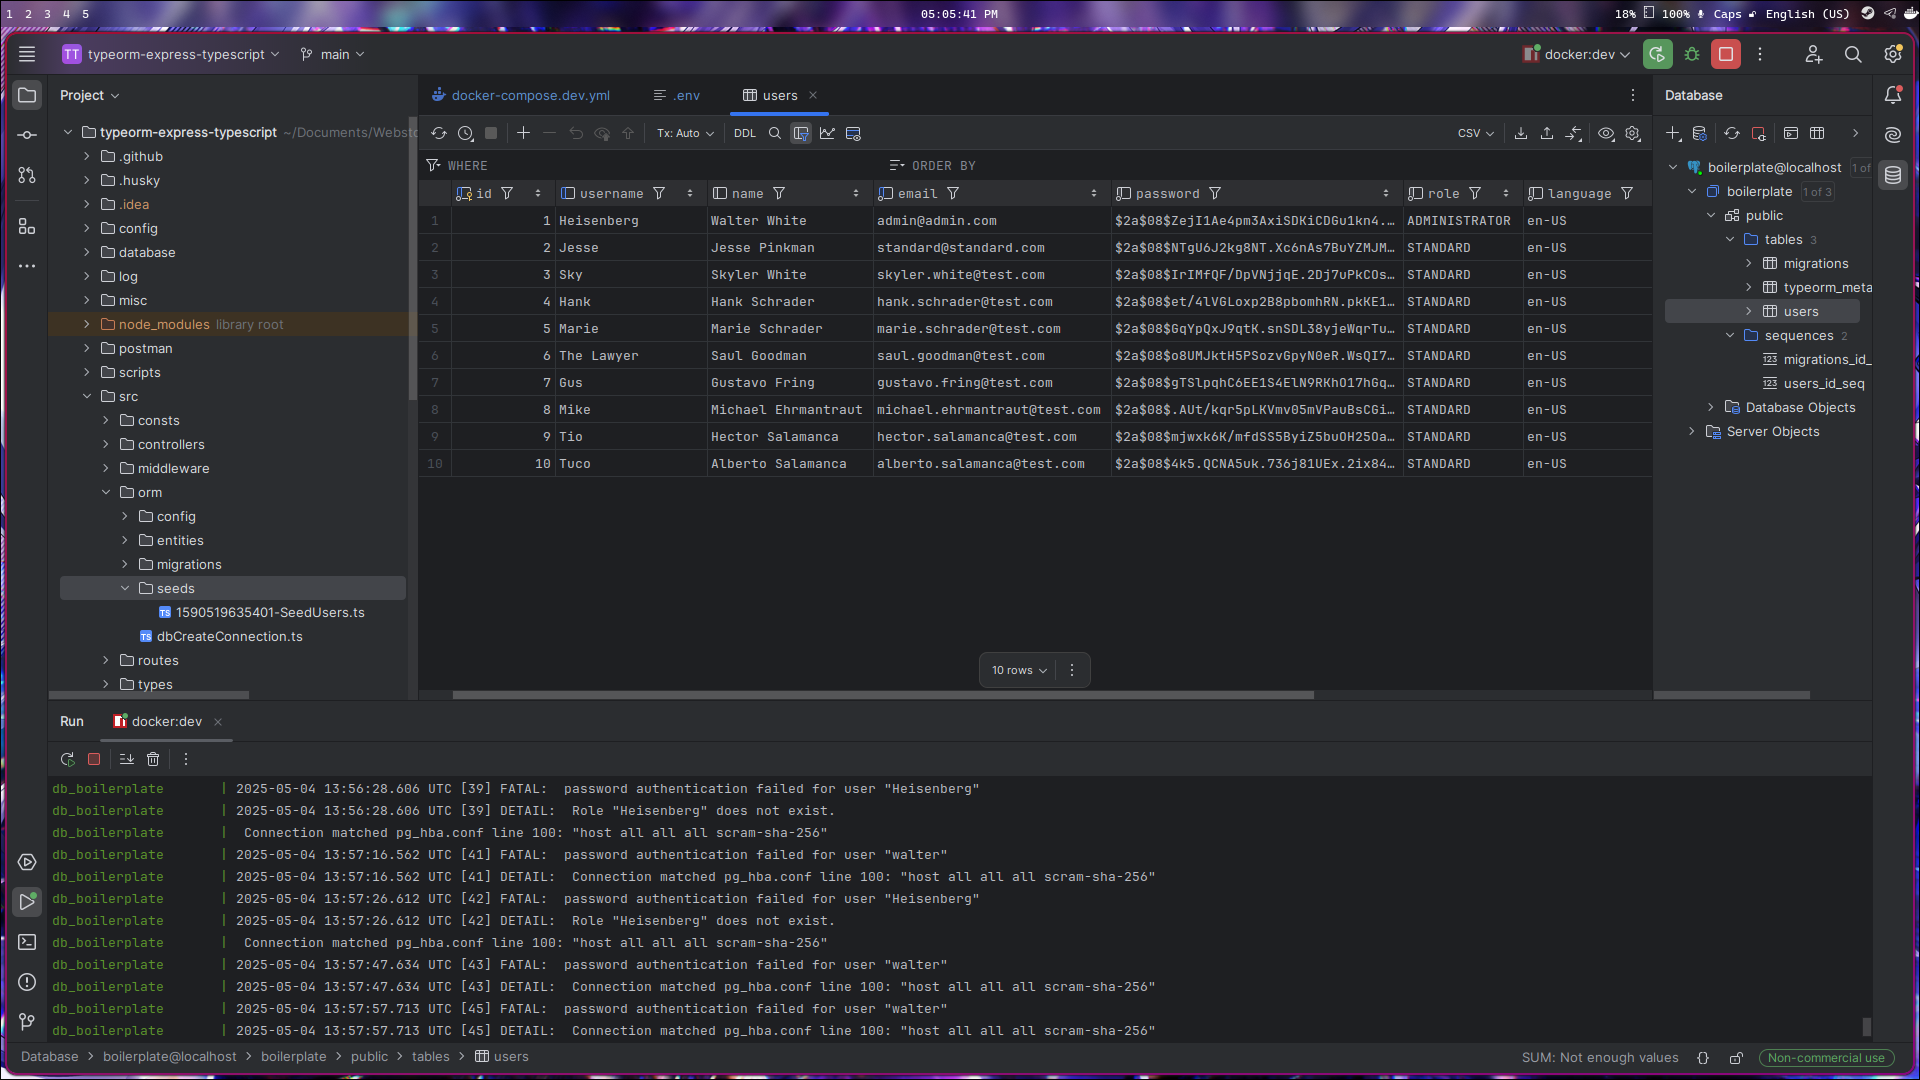 1 2 3 4 5
05:05:41 PM
18% 100% Caps English (US)
TT typeorm-express-typescript main
docker:dev
Project
docker-compose.dev.yml .env users
Database
Tx: Auto DDL CSV
WHERE ORDER BY
typeorm-express-typescript ~/Documents/Websto
.github
.husky
.idea
config
database
log
misc
node_modules library root
postman
scripts
src
consts
controllers
middleware
orm
config
entities
migrations
seeds
TS 1590519635401-SeedUsers.ts
TS dbCreateConnection.ts
routes
types
id username name email password role language
1 1 Heisenberg Walter White admin@admin.com $2a$08$ZejI1Ae4pm3AxiSDKiCDGu1kn4.… ADMINISTRATOR en-US
2 2 Jesse Jesse Pinkman standard@standard.com $2a$08$NTgU6J2kg8NT.Xc6nAs7BuYZMJM… STANDARD en-US
3 3 Sky Skyler White skyler.white@test.com $2a$08$IrIMfQF/DpVNjjqE.2Dj7uPkCOs… STANDARD en-US
4 4 Hank Hank Schrader hank.schrader@test.com $2a$08$et/4lVGLoxp2B8pbomhRN.pkKE1… STANDARD en-US
5 5 Marie Marie Schrader marie.schrader@test.com $2a$08$GqYpQxJ9qtK.snSDL38yjeWqrTu… STANDARD en-US
6 6 The Lawyer Saul Goodman saul.goodman@test.com $2a$08$o8UMJktH5PSozvGpyN0eR.WsQI7… STANDARD en-US
7 7 Gus Gustavo Fring gustavo.fring@test.com $2a$08$gTSlpqhC6EE1S4ElN9RKhO17hGq… STANDARD en-US
8 8 Mike Michael Ehrmantraut michael.ehrmantraut@test.com $2a$08$.AUt/kqr5pLKVmv05mVPauBsCGi… STANDARD en-US
9 9 Tio Hector Salamanca hector.salamanca@test.com $2a$08$mjwxk6K/mfdSS5ByiZ5buOH25Oa… STANDARD en-US
10 10 Tuco Alberto Salamanca alberto.salamanca@test.com $2a$08$4k5.QCNA5uk.736j81UEx.2ix84… STANDARD en-US
10 rows
boilerplate@localhost 1 of
boilerplate 1 of 3
public
tables 3
migrations
typeorm_meta
users
sequences 2
123 migrations_id_
123 users_id_seq
Database Objects
Server Objects
Run docker:dev
db_boilerplate | 2025-05-04 13:56:28.606 UTC [39] FATAL:  password authentication failed for user "Heisenberg"
db_boilerplate | 2025-05-04 13:56:28.606 UTC [39] DETAIL:  Role "Heisenberg" does not exist.
db_boilerplate | Connection matched pg_hba.conf line 100: "host all all all scram-sha-256"
db_boilerplate | 2025-05-04 13:57:16.562 UTC [41] FATAL:  password authentication failed for user "walter"
db_boilerplate | 2025-05-04 13:57:16.562 UTC [41] DETAIL:  Connection matched pg_hba.conf line 100: "host all all all scram-sha-256"
db_boilerplate | 2025-05-04 13:57:26.612 UTC [42] FATAL:  password authentication failed for user "Heisenberg"
db_boilerplate | 2025-05-04 13:57:26.612 UTC [42] DETAIL:  Role "Heisenberg" does not exist.
db_boilerplate | Connection matched pg_hba.conf line 100: "host all all all scram-sha-256"
db_boilerplate | 2025-05-04 13:57:47.634 UTC [43] FATAL:  password authentication failed for user "walter"
db_boilerplate | 2025-05-04 13:57:47.634 UTC [43] DETAIL:  Connection matched pg_hba.conf line 100: "host all all all scram-sha-256"
db_boilerplate | 2025-05-04 13:57:57.713 UTC [45] FATAL:  password authentication failed for user "walter"
db_boilerplate | 2025-05-04 13:57:57.713 UTC [45] DETAIL:  Connection matched pg_hba.conf line 100: "host all all all scram-sha-256"
Database > boilerplate@localhost > boilerplate > public > tables > users
SUM: Not enough values {} Non-commercial use